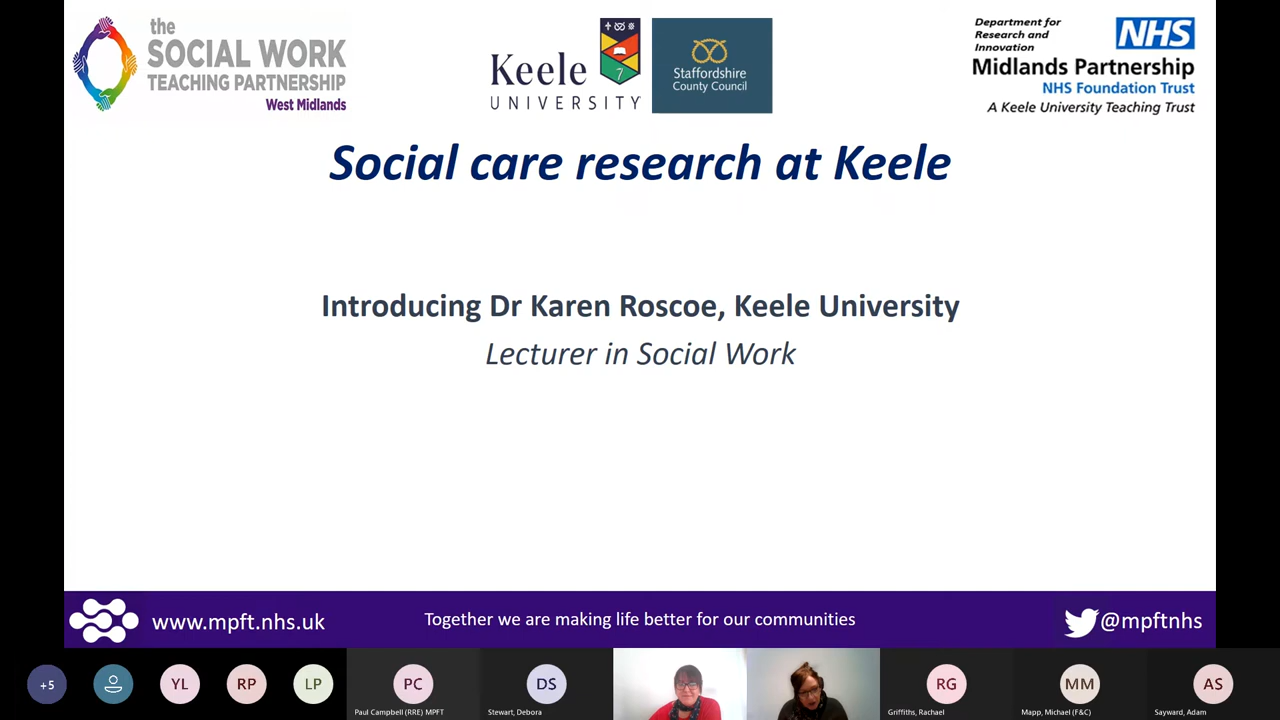 the
SOCIAL WORK
TEACHING PARTNERSHIP
West Midlands
Keele
UNIVERSITY
7
Staffordshire
County Council
Department for
Research and
Innovation
NHS
Midlands Partnership
NHS Foundation Trust
A Keele University Teaching Trust
Social care research at Keele
Introducing Dr Karen Roscoe, Keele University
Lecturer in Social Work
www.mpft.nhs.uk
Together we are making life better for our communities
@mpftnhs
+5
YL
RP
LP
PC
Paul Campbell (RRE) MPFT
DS
Stewart, Debora
RG
Griffiths, Rachael
MM
Mapp, Michael (F&C)
AS
Sayward, Adam